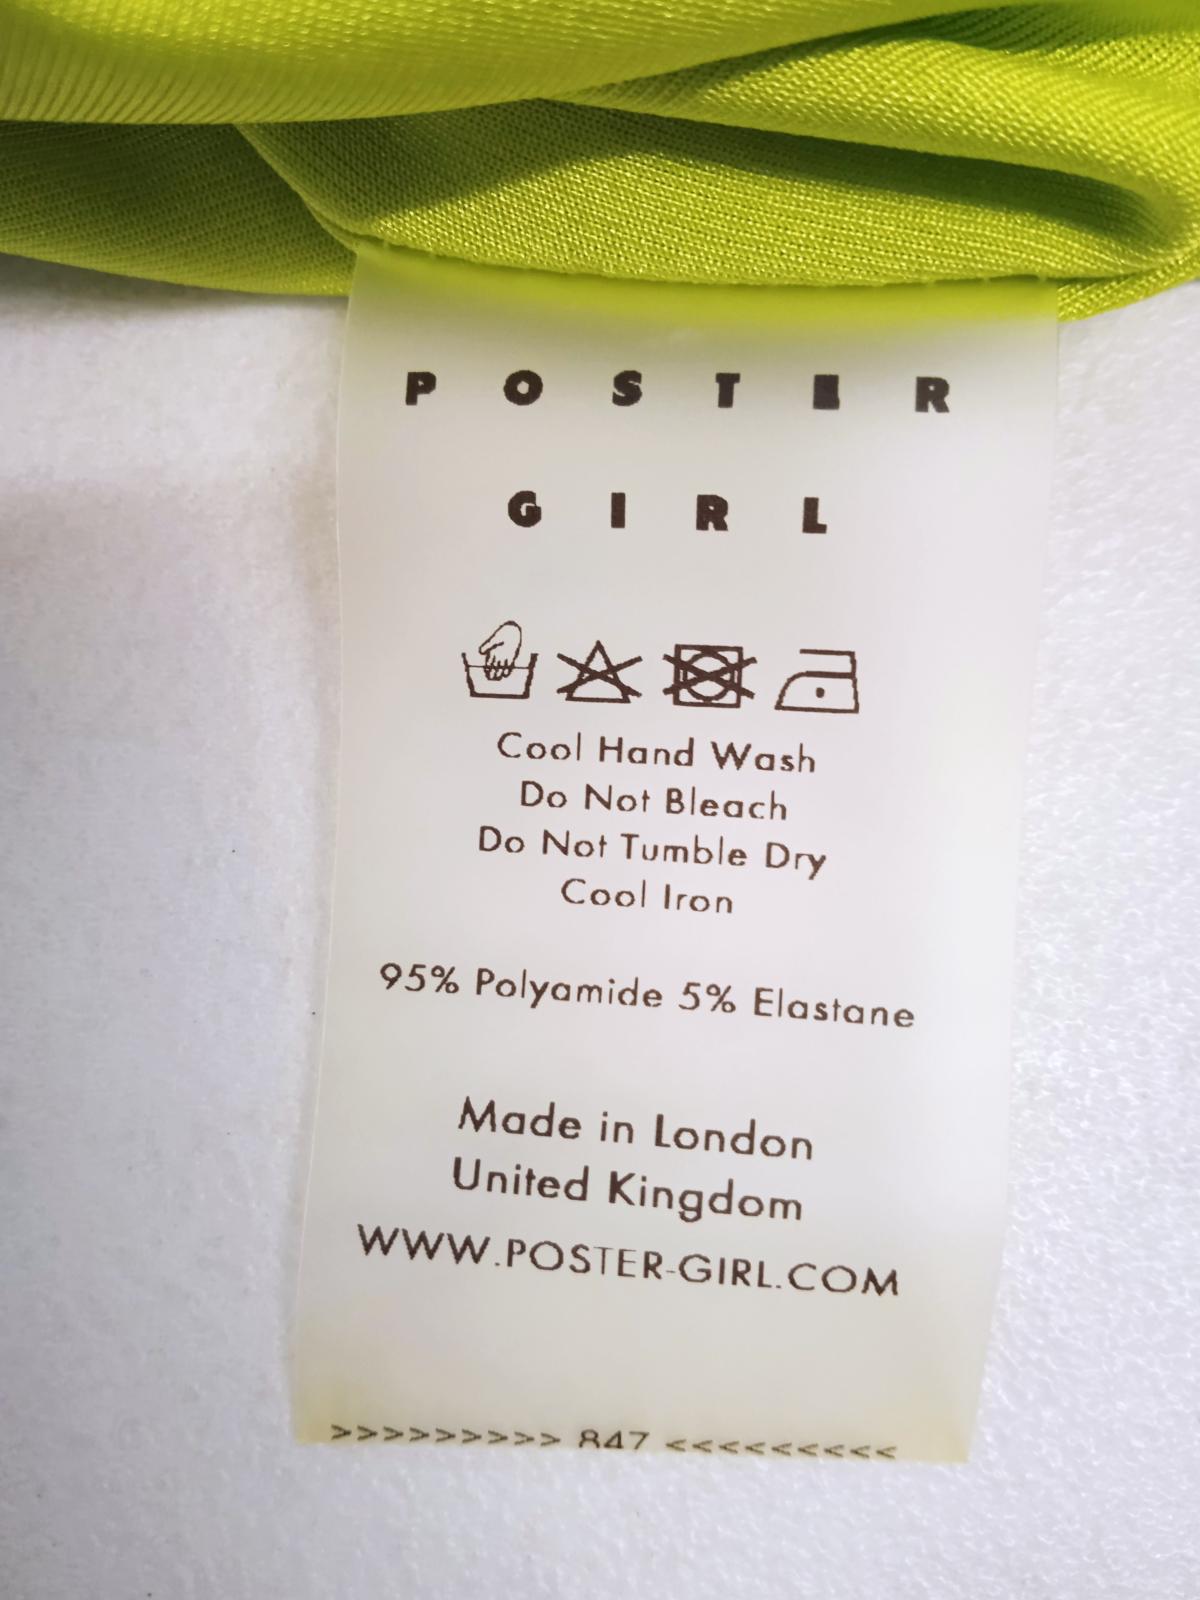 POSTER
GIRL
Cool Hand Wash
Do Not Bleach
Do Not Tumble Dry
Cool Iron
95% Polyamide 5% Elastane
Made in London
United Kingdom
WWW.POSTER-GIRL.COM
>>>>>>>>> 847 <<<<<<<<<